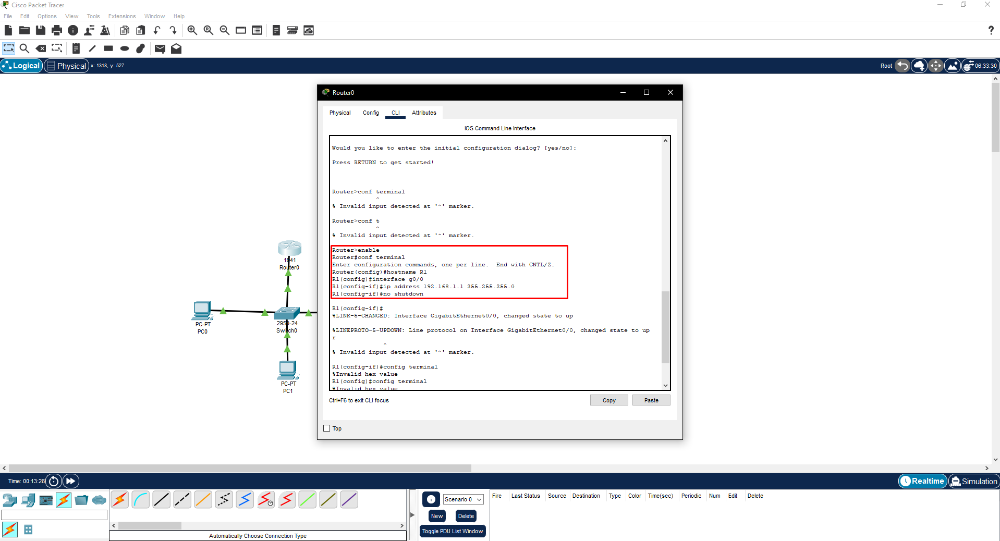 Cisco Packet Tracer
File Edit Options View Tools Extensions Window Help
?
Logical Physical x: 1318, y: 527
Root 06:33:30
Router0
Physical Config CLI Attributes
IOS Command Line Interface
Would you like to enter the initial configuration dialog? [yes/no]:
Press RETURN to get started!
Router>conf terminal
^
% Invalid input detected at '^' marker.
Router>conf t
^
% Invalid input detected at '^' marker.
Router>enable
Router#conf terminal
Enter configuration commands, one per line.  End with CNTL/Z.
Router(config)#hostname R1
R1(config)#interface g0/0
R1(config-if)#ip address 192.168.1.1 255.255.255.0
R1(config-if)#no shutdown
R1(config-if)#
%LINK-5-CHANGED: Interface GigabitEthernet0/0, changed state to up
%LINEPROTO-5-UPDOWN: Line protocol on Interface GigabitEthernet0/0, changed state to up
r
^
% Invalid input detected at '^' marker.
R1(config-if)#config terminal
%Invalid hex value
R1(config)#config terminal
%Invalid hex value
Ctrl+F6 to exit CLI focus
Copy Paste
Top
1941
Router0
PC-PT
PC0
2950-24
Switch0
PC-PT
PC1
Time: 00:13:28
Realtime Simulation
Scenario 0
New Delete
Toggle PDU List Window
Fire Last Status Source Destination Type Color Time(sec) Periodic Num Edit Delete
Automatically Choose Connection Type